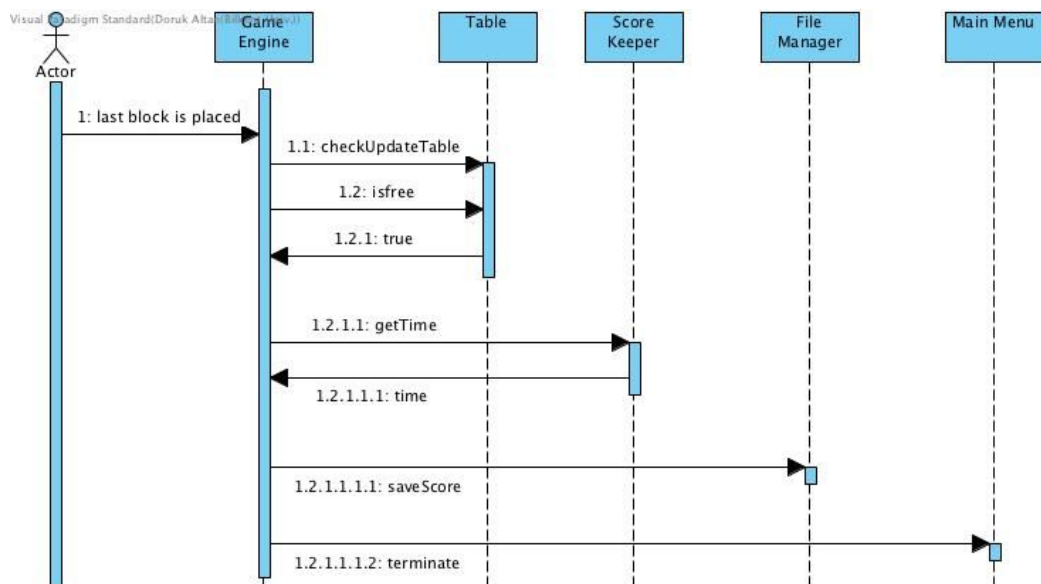 Visual Paradigm Standard(Doruk Altan(Bilkent Univ.))
Game
Engine
Table
Score
Keeper
File
Manager
Main Menu
Actor
1: last block is placed
1.1: checkUpdateTable
1.2: isfree
1.2.1: true
1.2.1.1: getTime
1.2.1.1.1: time
1.2.1.1.1.1: saveScore
1.2.1.1.1.2: terminate